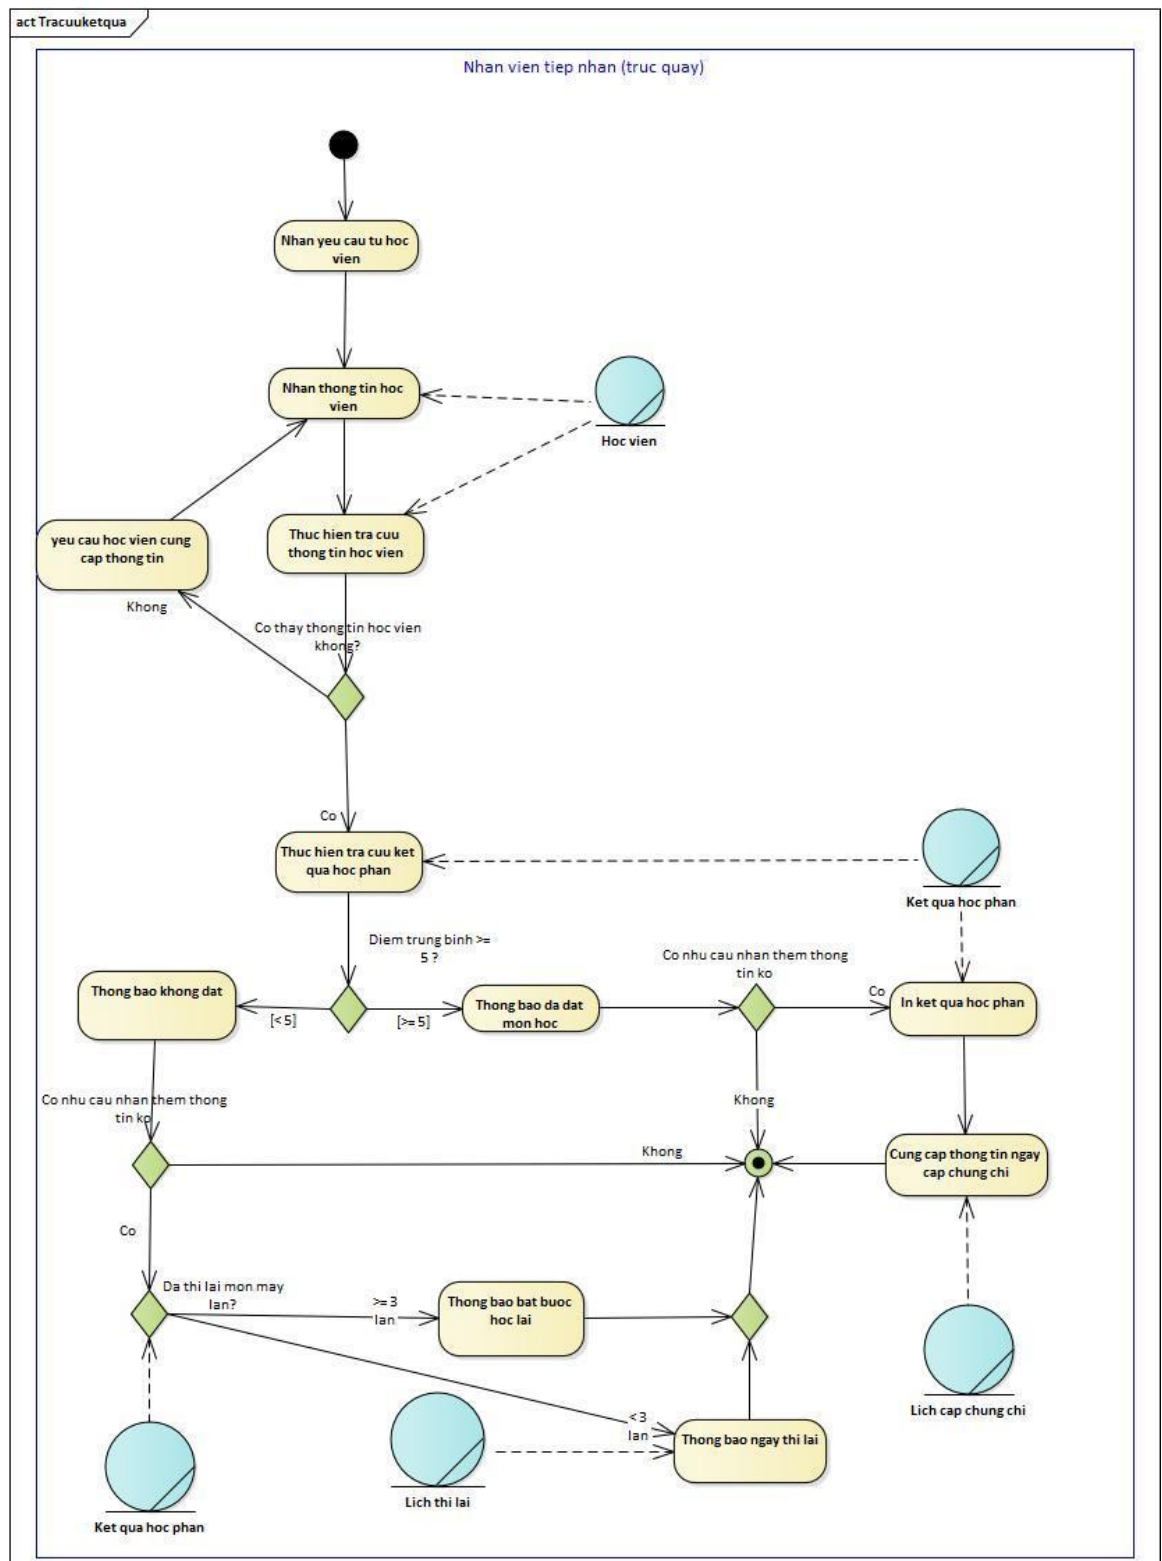 act Tracuuketqua
Nhan vien tiep nhan (truc quay)
Nhan yeu cau tu hoc
vien
Nhan thong tin hoc
vien
Hoc vien
yeu cau hoc vien cung
cap thong tin
Thuc hien tra cuu
thong tin hoc vien
Khong
Co thay thong tin hoc vien
khong?
Co
Thuc hien tra cuu ket
qua hoc phan
Ket qua hoc phan
Diem trung binh >=
5 ?
Co nhu cau nhan them thong
tin ko
Thong bao khong dat
[< 5]
[>= 5]
Thong bao da dat
mon hoc
Co
In ket qua hoc phan
Co nhu cau nhan them thong
tin ko
Khong
Khong
Cung cap thong tin ngay
cap chung chi
Co
Da thi lai mon may
lan?
>= 3
lan
Thong bao bat buoc
hoc lai
Lich cap chung chi
< 3
lan
Thong bao ngay thi lai
Lich thi lai
Ket qua hoc phan